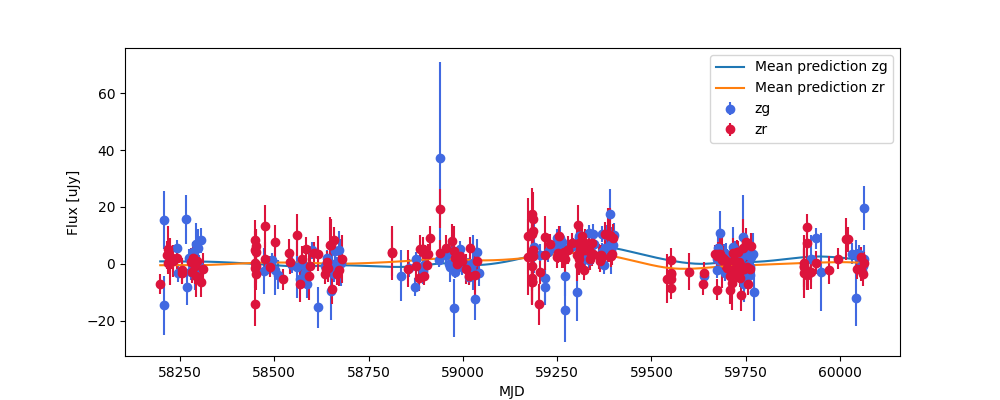 Mean prediction zg
Mean prediction zr
zg
zr
60
40
20
0
−20
Flux [uJy]
58250 58500 58750 59000 59250 59500 59750 60000
MJD